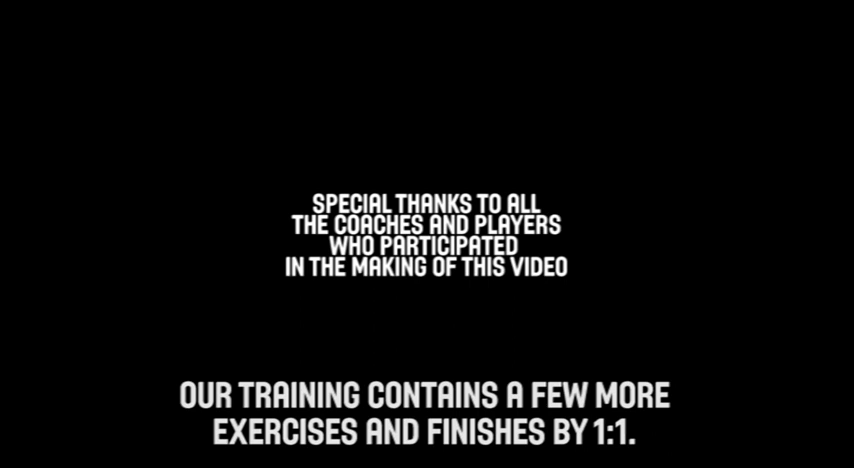 SPECIAL THANKS TO ALL
THE COACHES AND PLAYERS
WHO PARTICIPATED
IN THE MAKING OF THIS VIDEO
OUR TRAINING CONTAINS A FEW MORE
EXERCISES AND FINISHES BY 1:1.